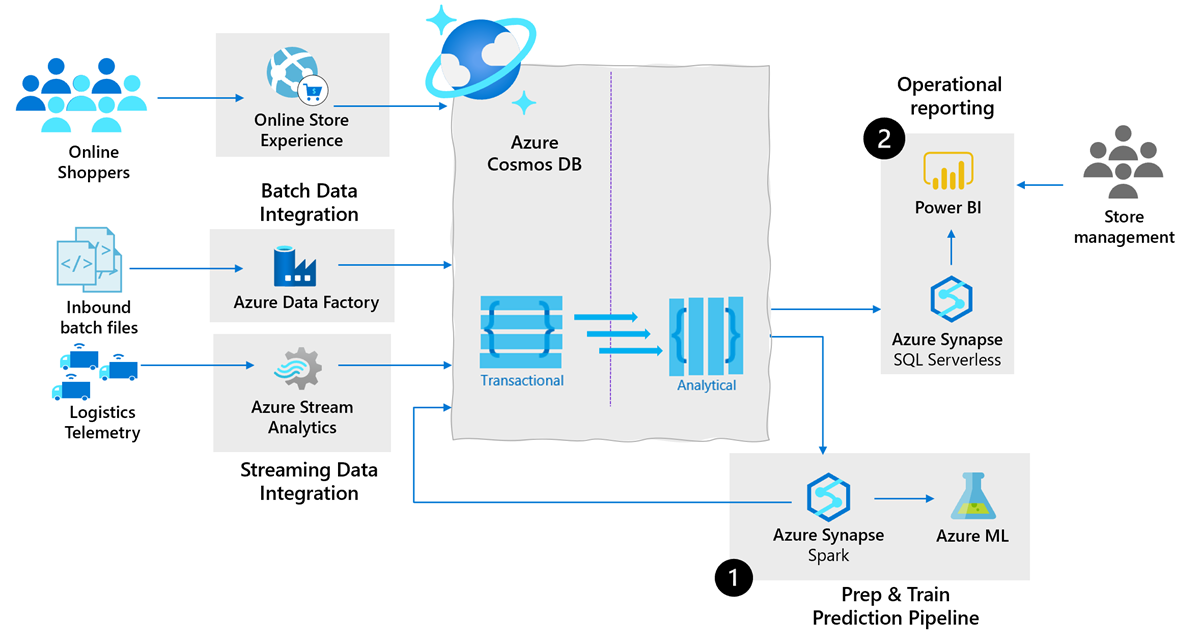 Online
Shoppers
Online Store
Experience
Batch Data
Integration
Inbound
batch files
Azure Data Factory
Logistics
Telemetry
Azure Stream
Analytics
Streaming Data
Integration
Azure
Cosmos DB
Transactional
Analytical
Operational
reporting
2
Power BI
Azure Synapse
SQL Serverless
Store
management
Azure Synapse
Spark
Azure ML
1
Prep & Train
Prediction Pipeline